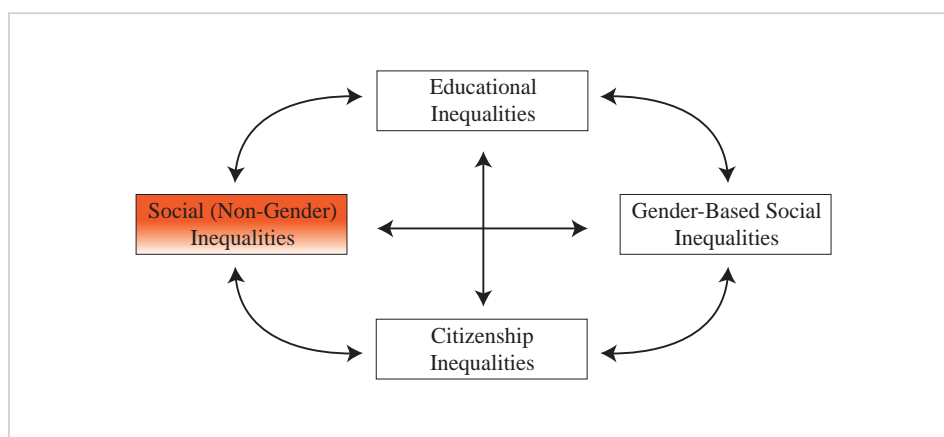 Educational
Inequalities
Social (Non-Gender)
Inequalities
Gender-Based Social
Inequalities
Citizenship
Inequalities